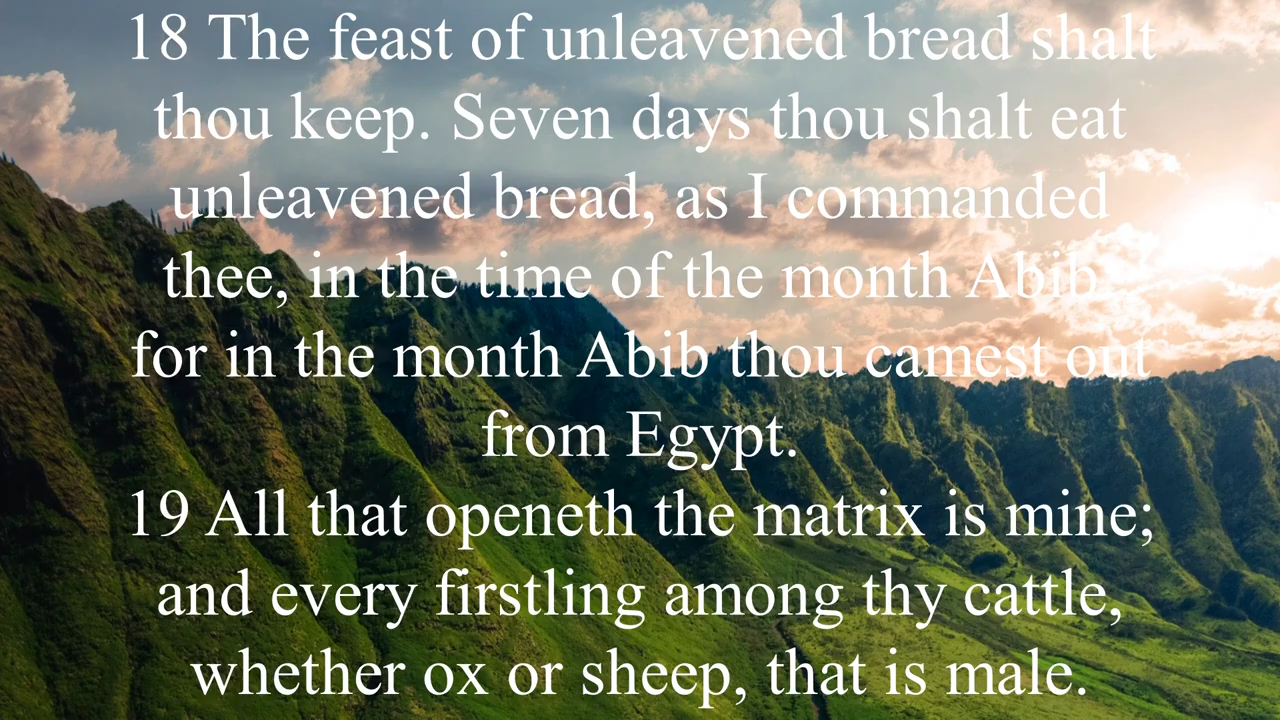 18 The feast of unleavened bread shalt
thou keep. Seven days thou shalt eat
unleavened bread, as I commanded
thee, in the time of the month Abib
for in the month Abib thou camest out
from Egypt.
19 All that openeth the matrix is mine;
and every firstling among thy cattle,
whether ox or sheep, that is male.